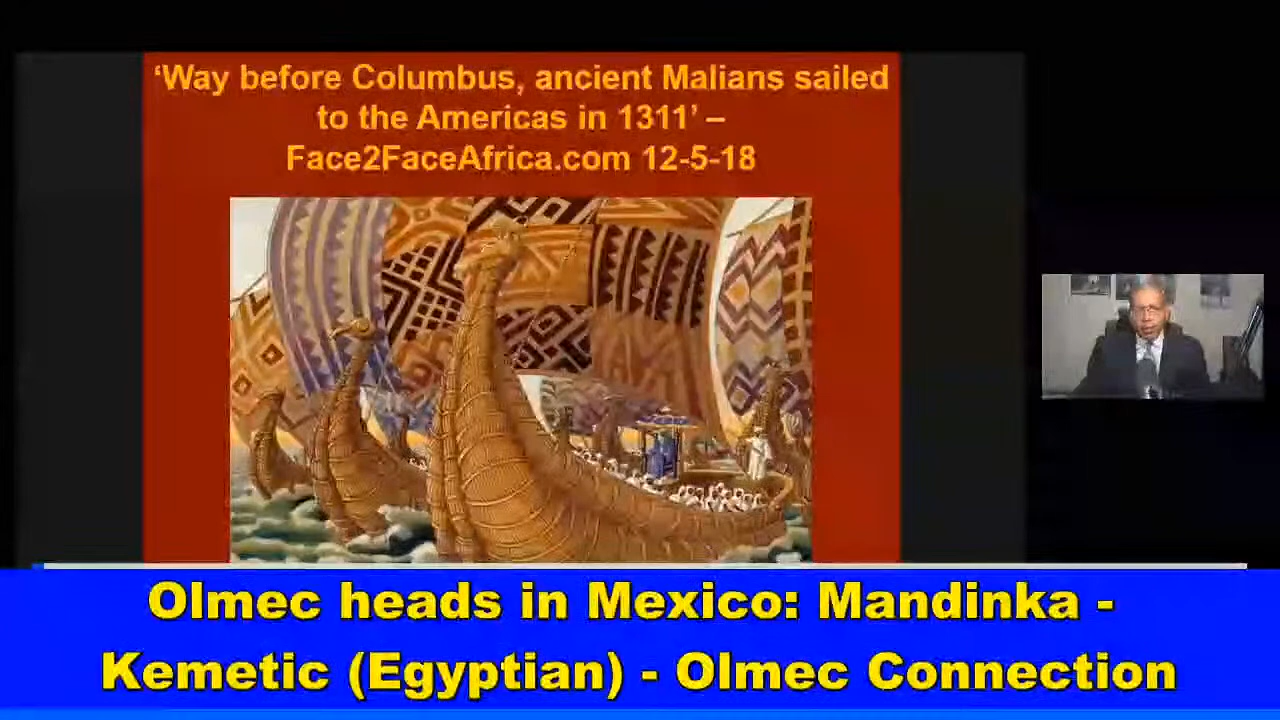 ‘Way before Columbus, ancient Malians sailed
to the Americas in 1311’ –
Face2FaceAfrica.com 12-5-18
Olmec heads in Mexico: Mandinka -
Kemetic (Egyptian) - Olmec Connection